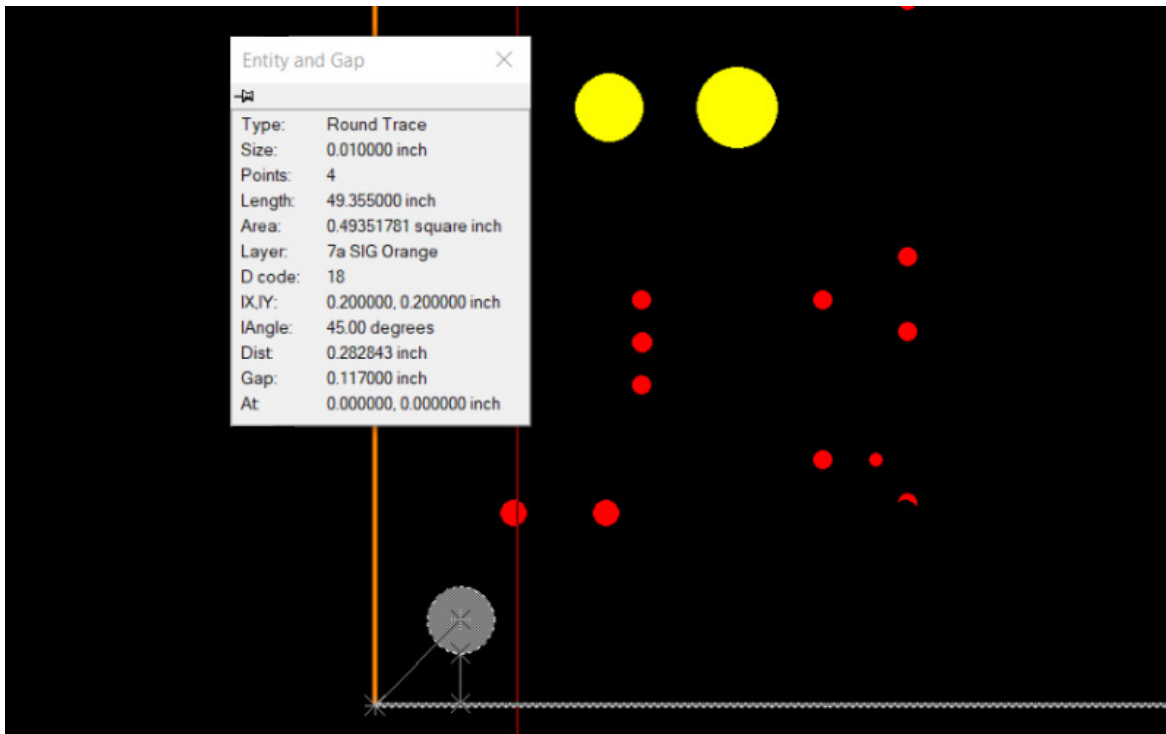 Entity and Gap
Type: Round Trace
Size: 0.010000 inch
Points: 4
Length: 49.355000 inch
Area: 0.49351781 square inch
Layer: 7a SIG Orange
D code: 18
IX,IY: 0.200000, 0.200000 inch
IAngle: 45.00 degrees
Dist: 0.282843 inch
Gap: 0.117000 inch
At: 0.000000, 0.000000 inch